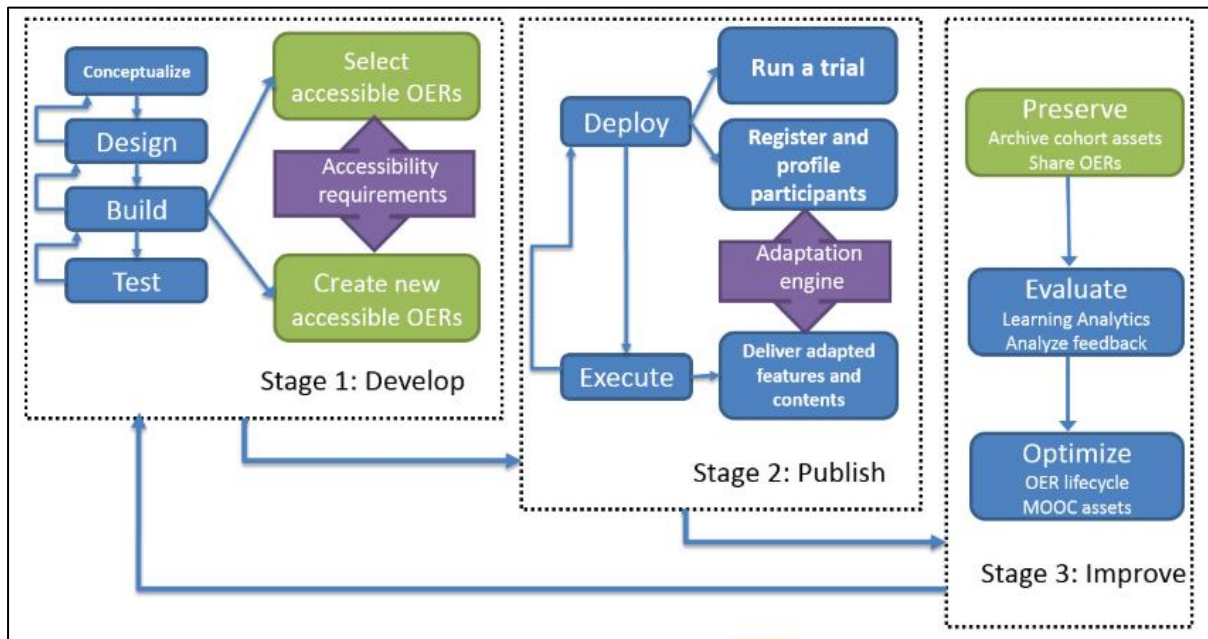 Conceptualize
Design
Build
Test
Select
accessible OERs
Accessibility
requirements
Create new
accessible OERs
Stage 1: Develop
Deploy
Execute
Run a trial
Register and
profile
participants
Adaptation
engine
Deliver adapted
features and
contents
Stage 2: Publish
Preserve
Archive cohort assets
Share OERs
Evaluate
Learning Analytics
Analyze feedback
Optimize
OER lifecycle
MOOC assets
Stage 3: Improve